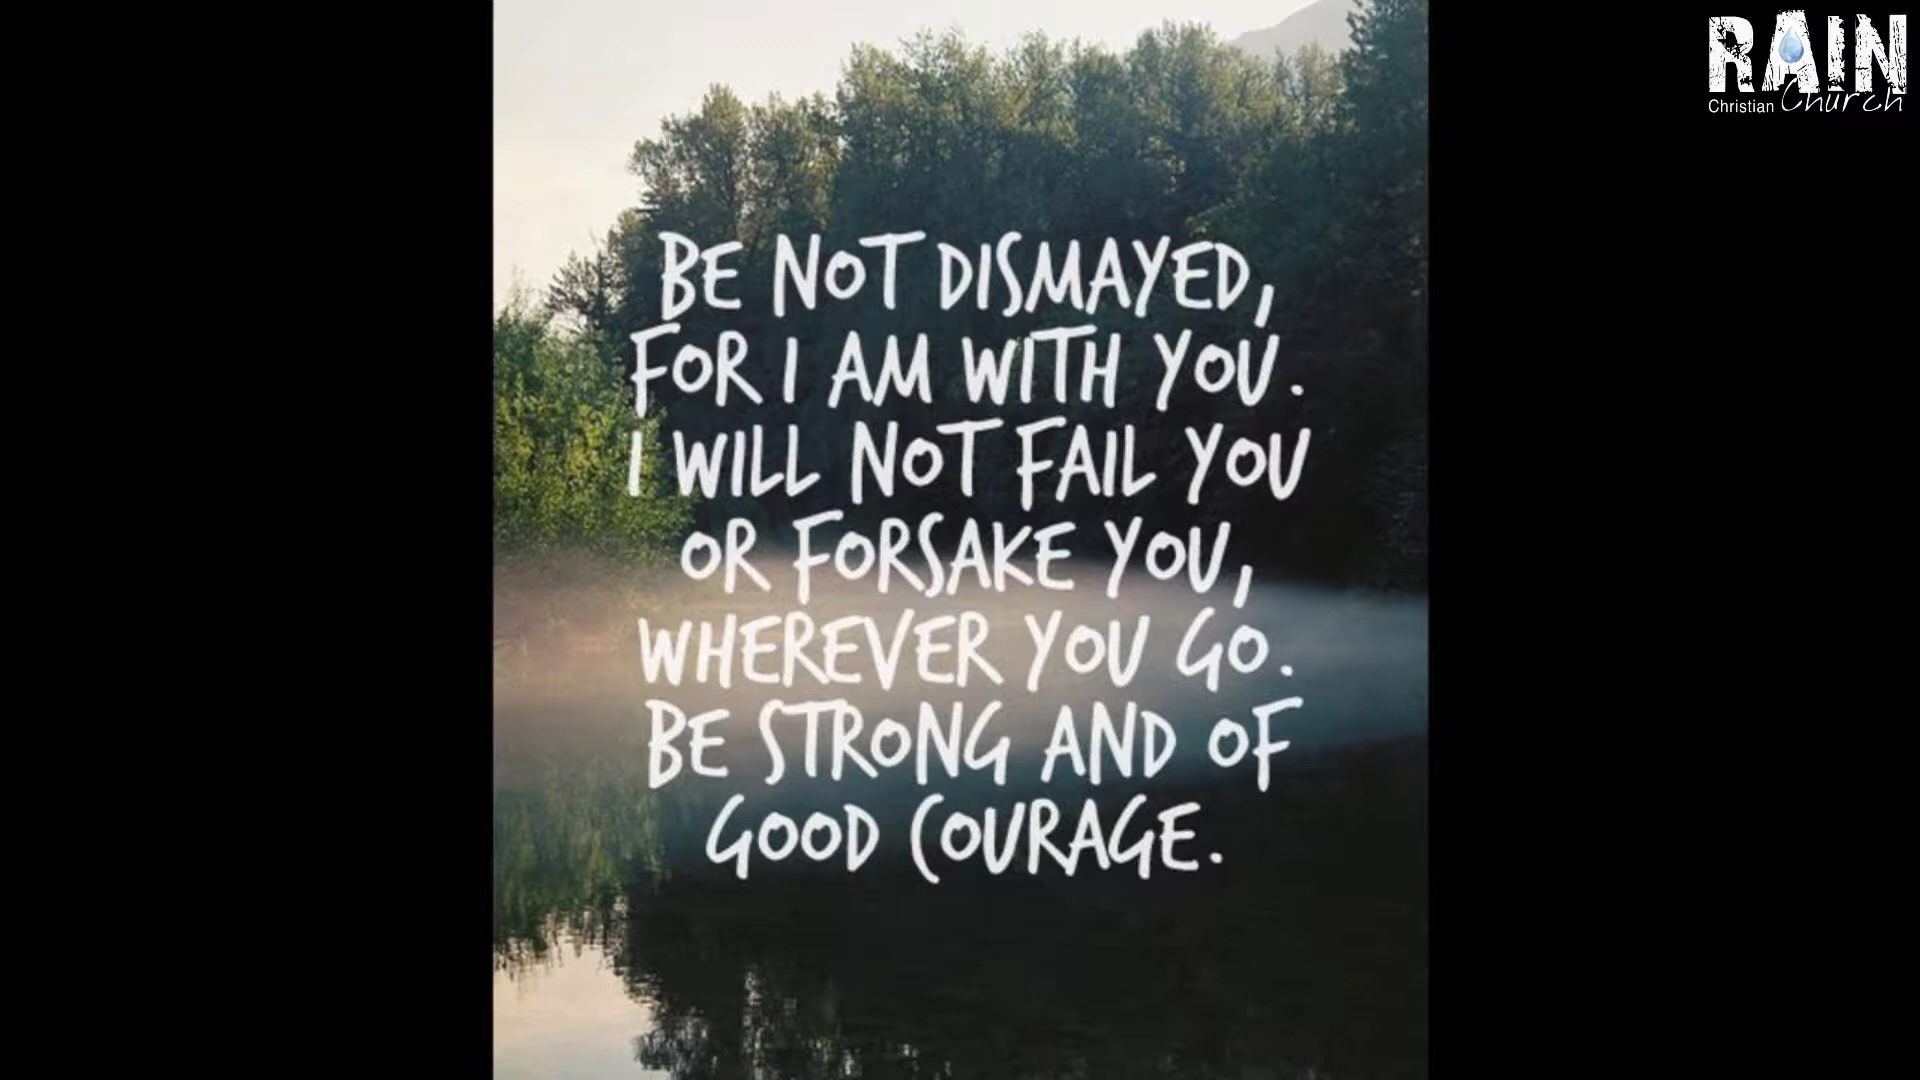 RAIN
Christian Church
BE NOT DISMAYED,
FOR I AM WITH YOU.
I WILL NOT FAIL YOU
OR FORSAKE YOU,
WHEREVER YOU GO.
BE STRONG AND OF
GOOD COURAGE.